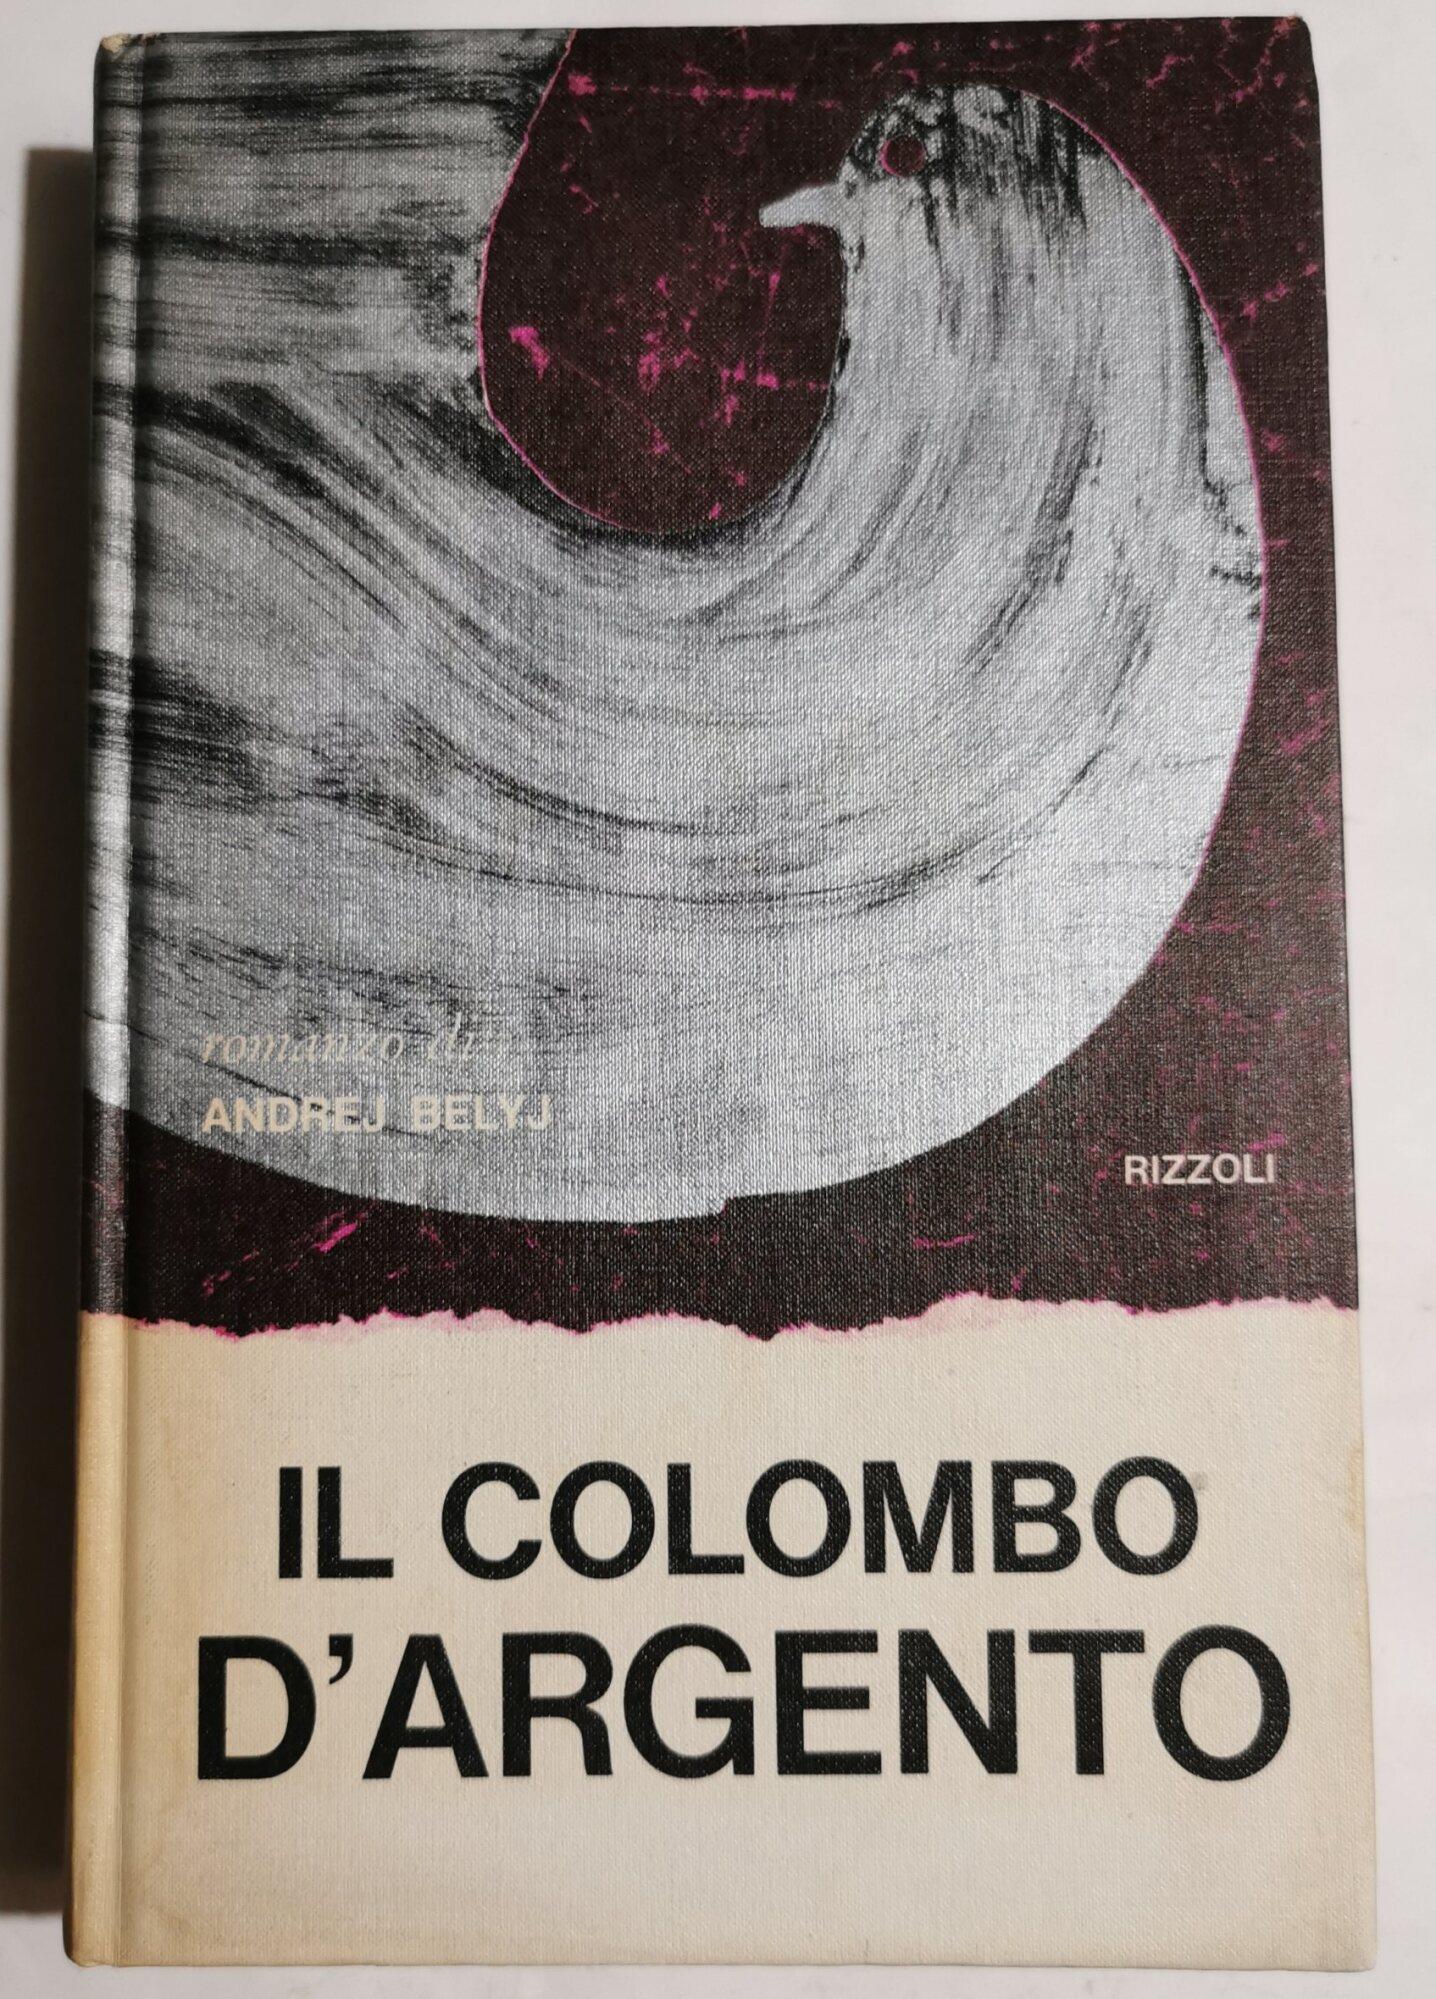 romanzo di
ANDREJ BELYJ
RIZZOLI
IL COLOMBO
D'ARGENTO